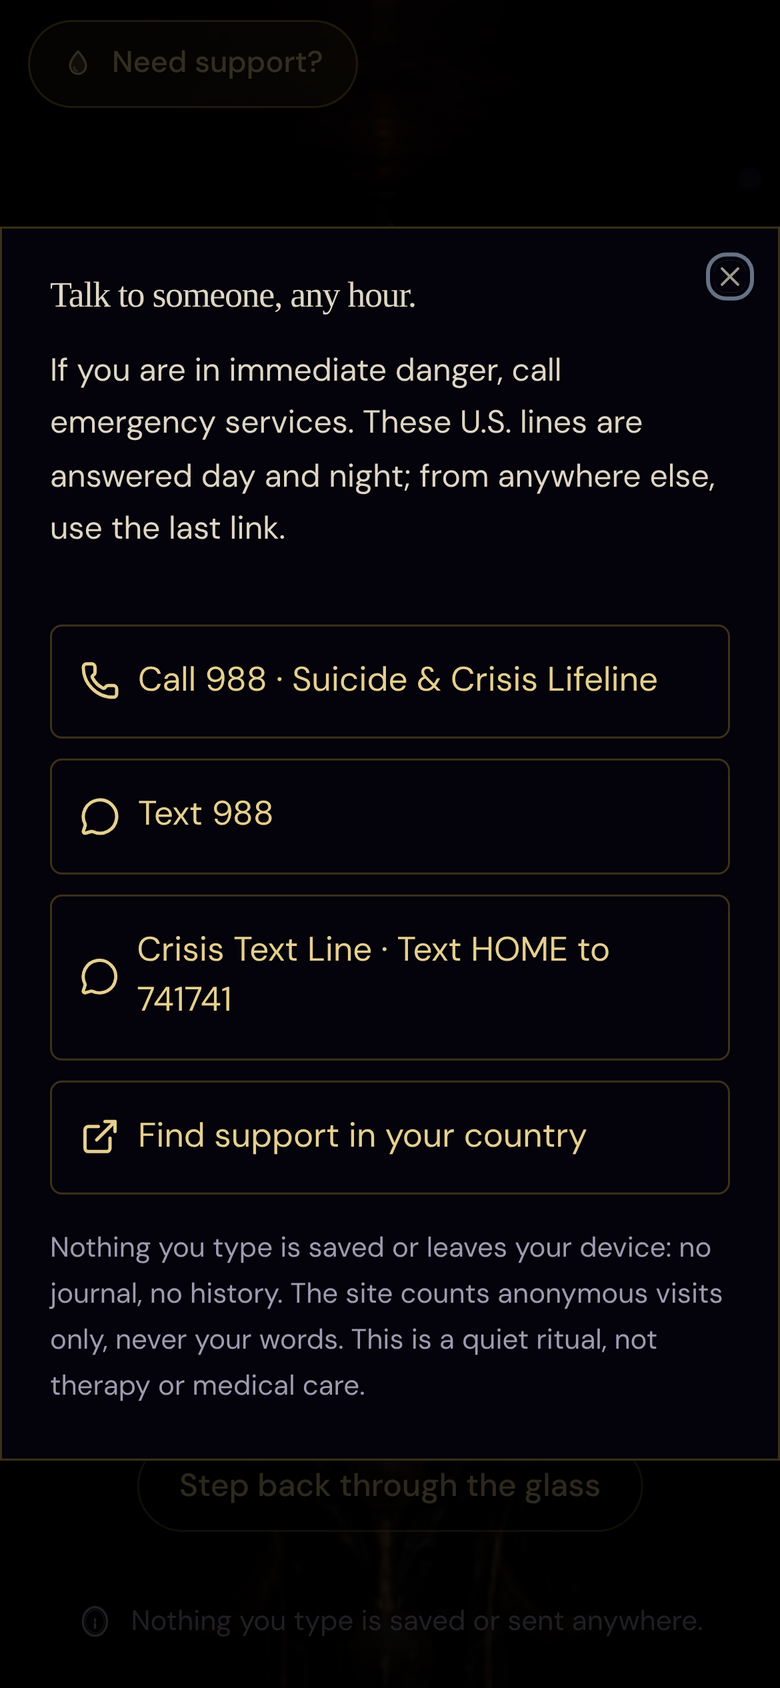 Need support?
Talk to someone, any hour.
If you are in immediate danger, call
emergency services. These U.S. lines are
answered day and night; from anywhere else,
use the last link.
Call 988 · Suicide & Crisis Lifeline
Text 988
Crisis Text Line · Text HOME to
741741
Find support in your country
Nothing you type is saved or leaves your device: no
journal, no history. The site counts anonymous visits
only, never your words. This is a quiet ritual, not
therapy or medical care.
Step back through the glass
Nothing you type is saved or sent anywhere.